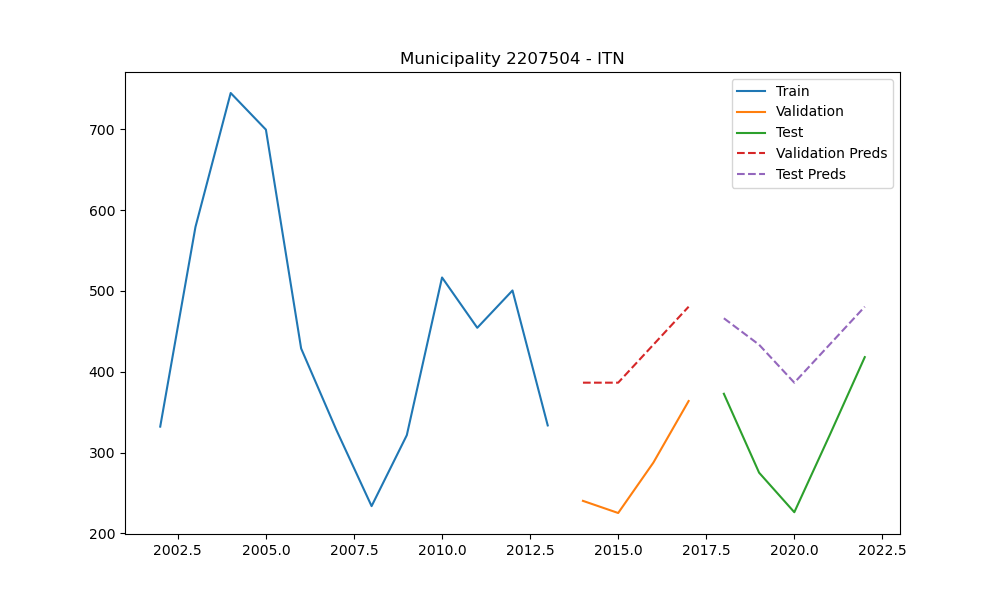 Municipality 2207504 - ITN
Train
Validation
Test
Validation Preds
Test Preds
700
600
500
400
300
200
2002.5 2005.0 2007.5 2010.0 2012.5 2015.0 2017.5 2020.0 2022.5